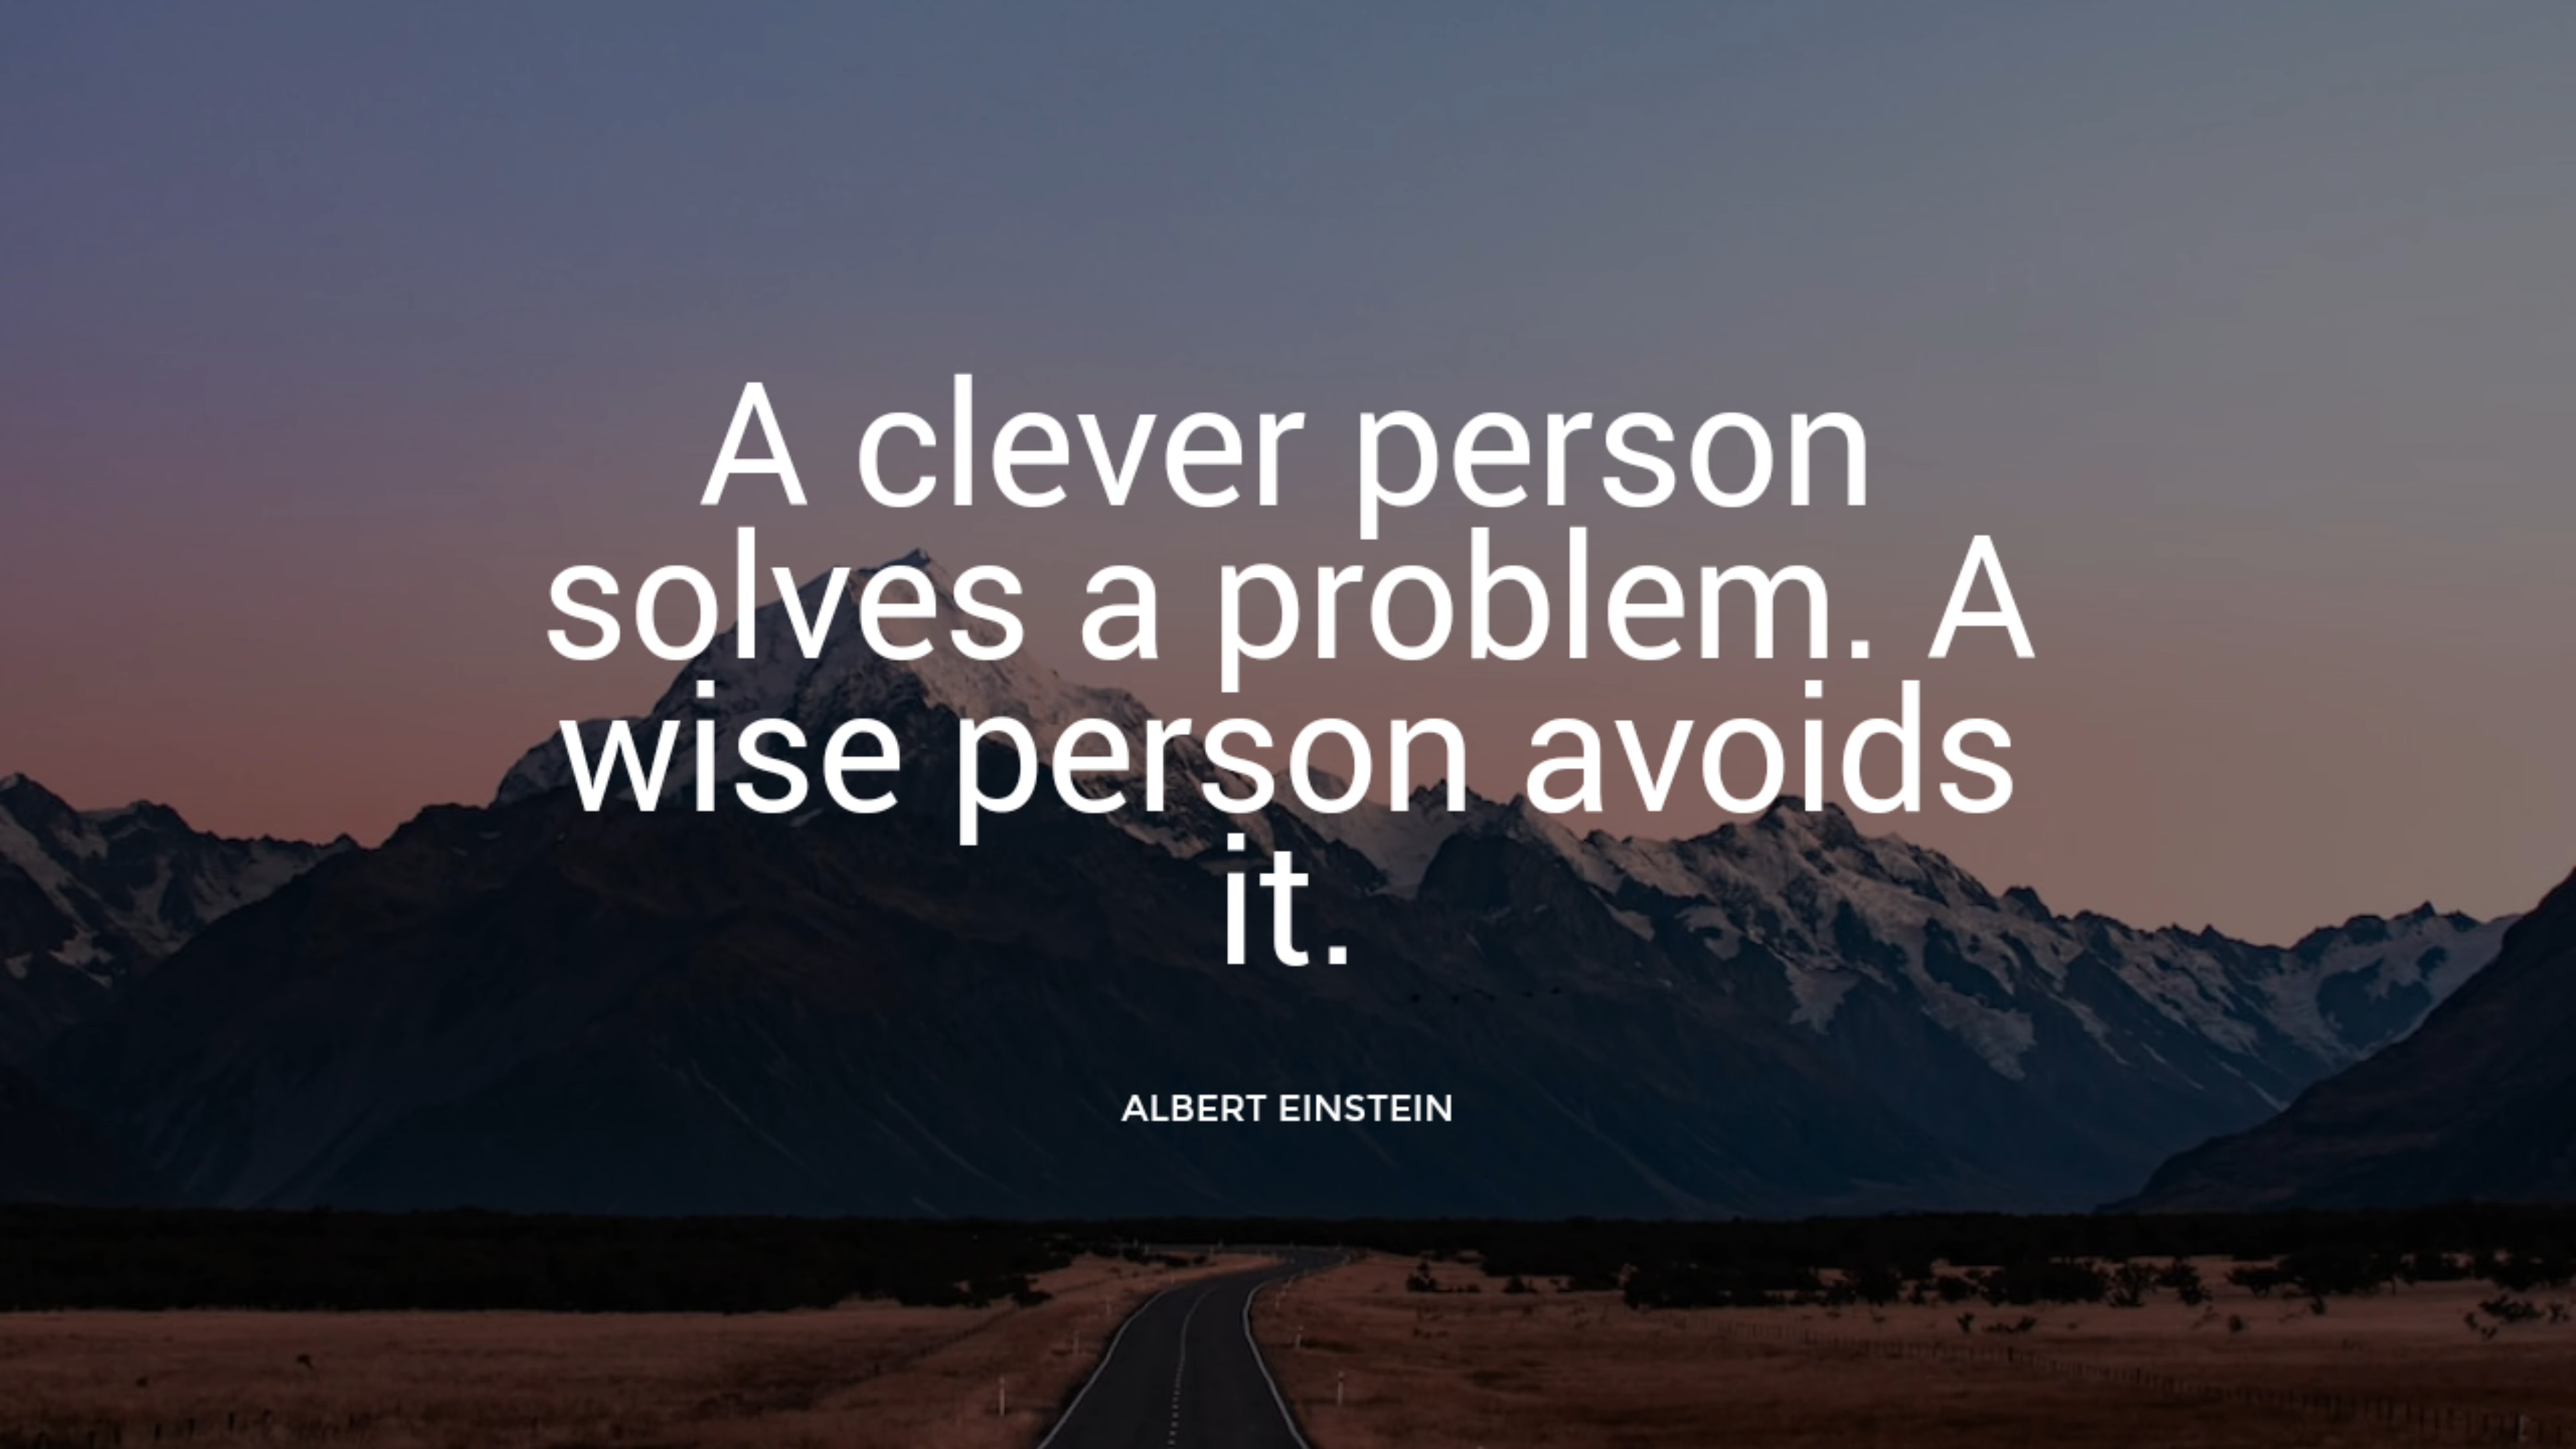 A clever person
solves a problem. A
wise person avoids
it.
ALBERT EINSTEIN